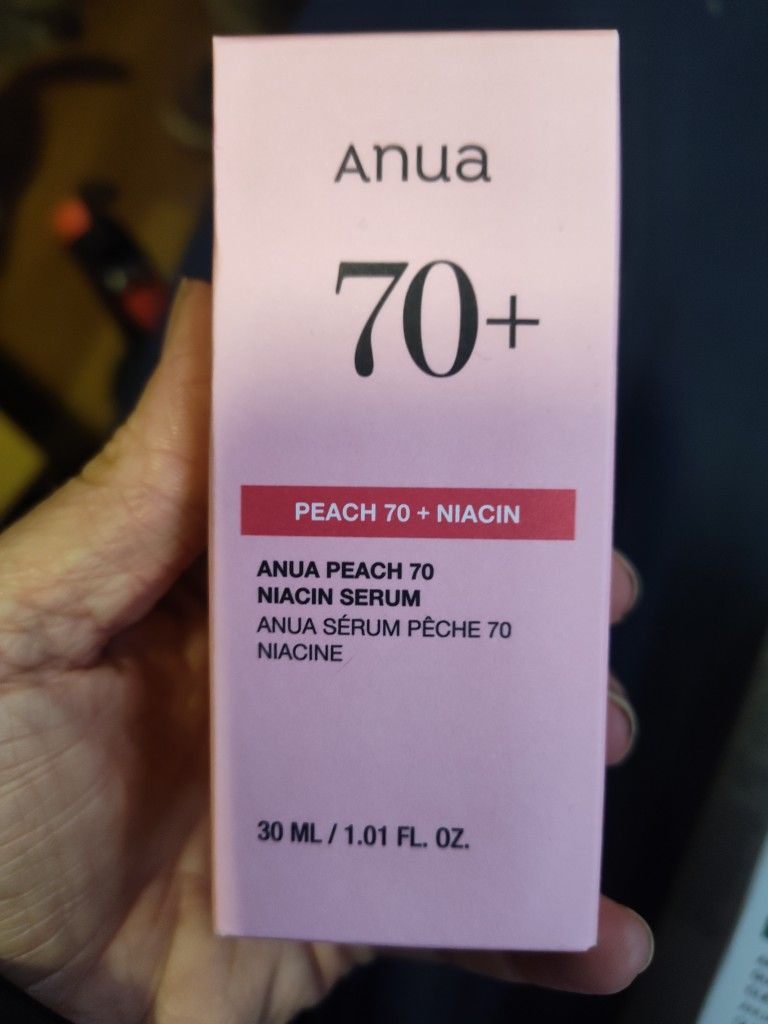 Anua
70+
PEACH 70 + NIACIN
ANUA PEACH 70
NIACIN SERUM
ANUA SÉRUM PÊCHE 70
NIACINE
30 ML / 1.01 FL. OZ.